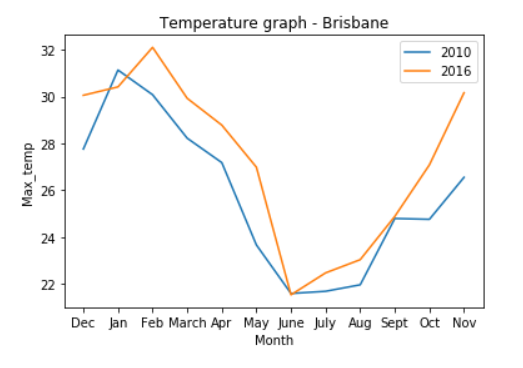 Temperature graph - Brisbane
2010
2016
Max_temp
32
30
28
26
24
22
Dec Jan Feb March Apr May June July Aug Sept Oct Nov
Month